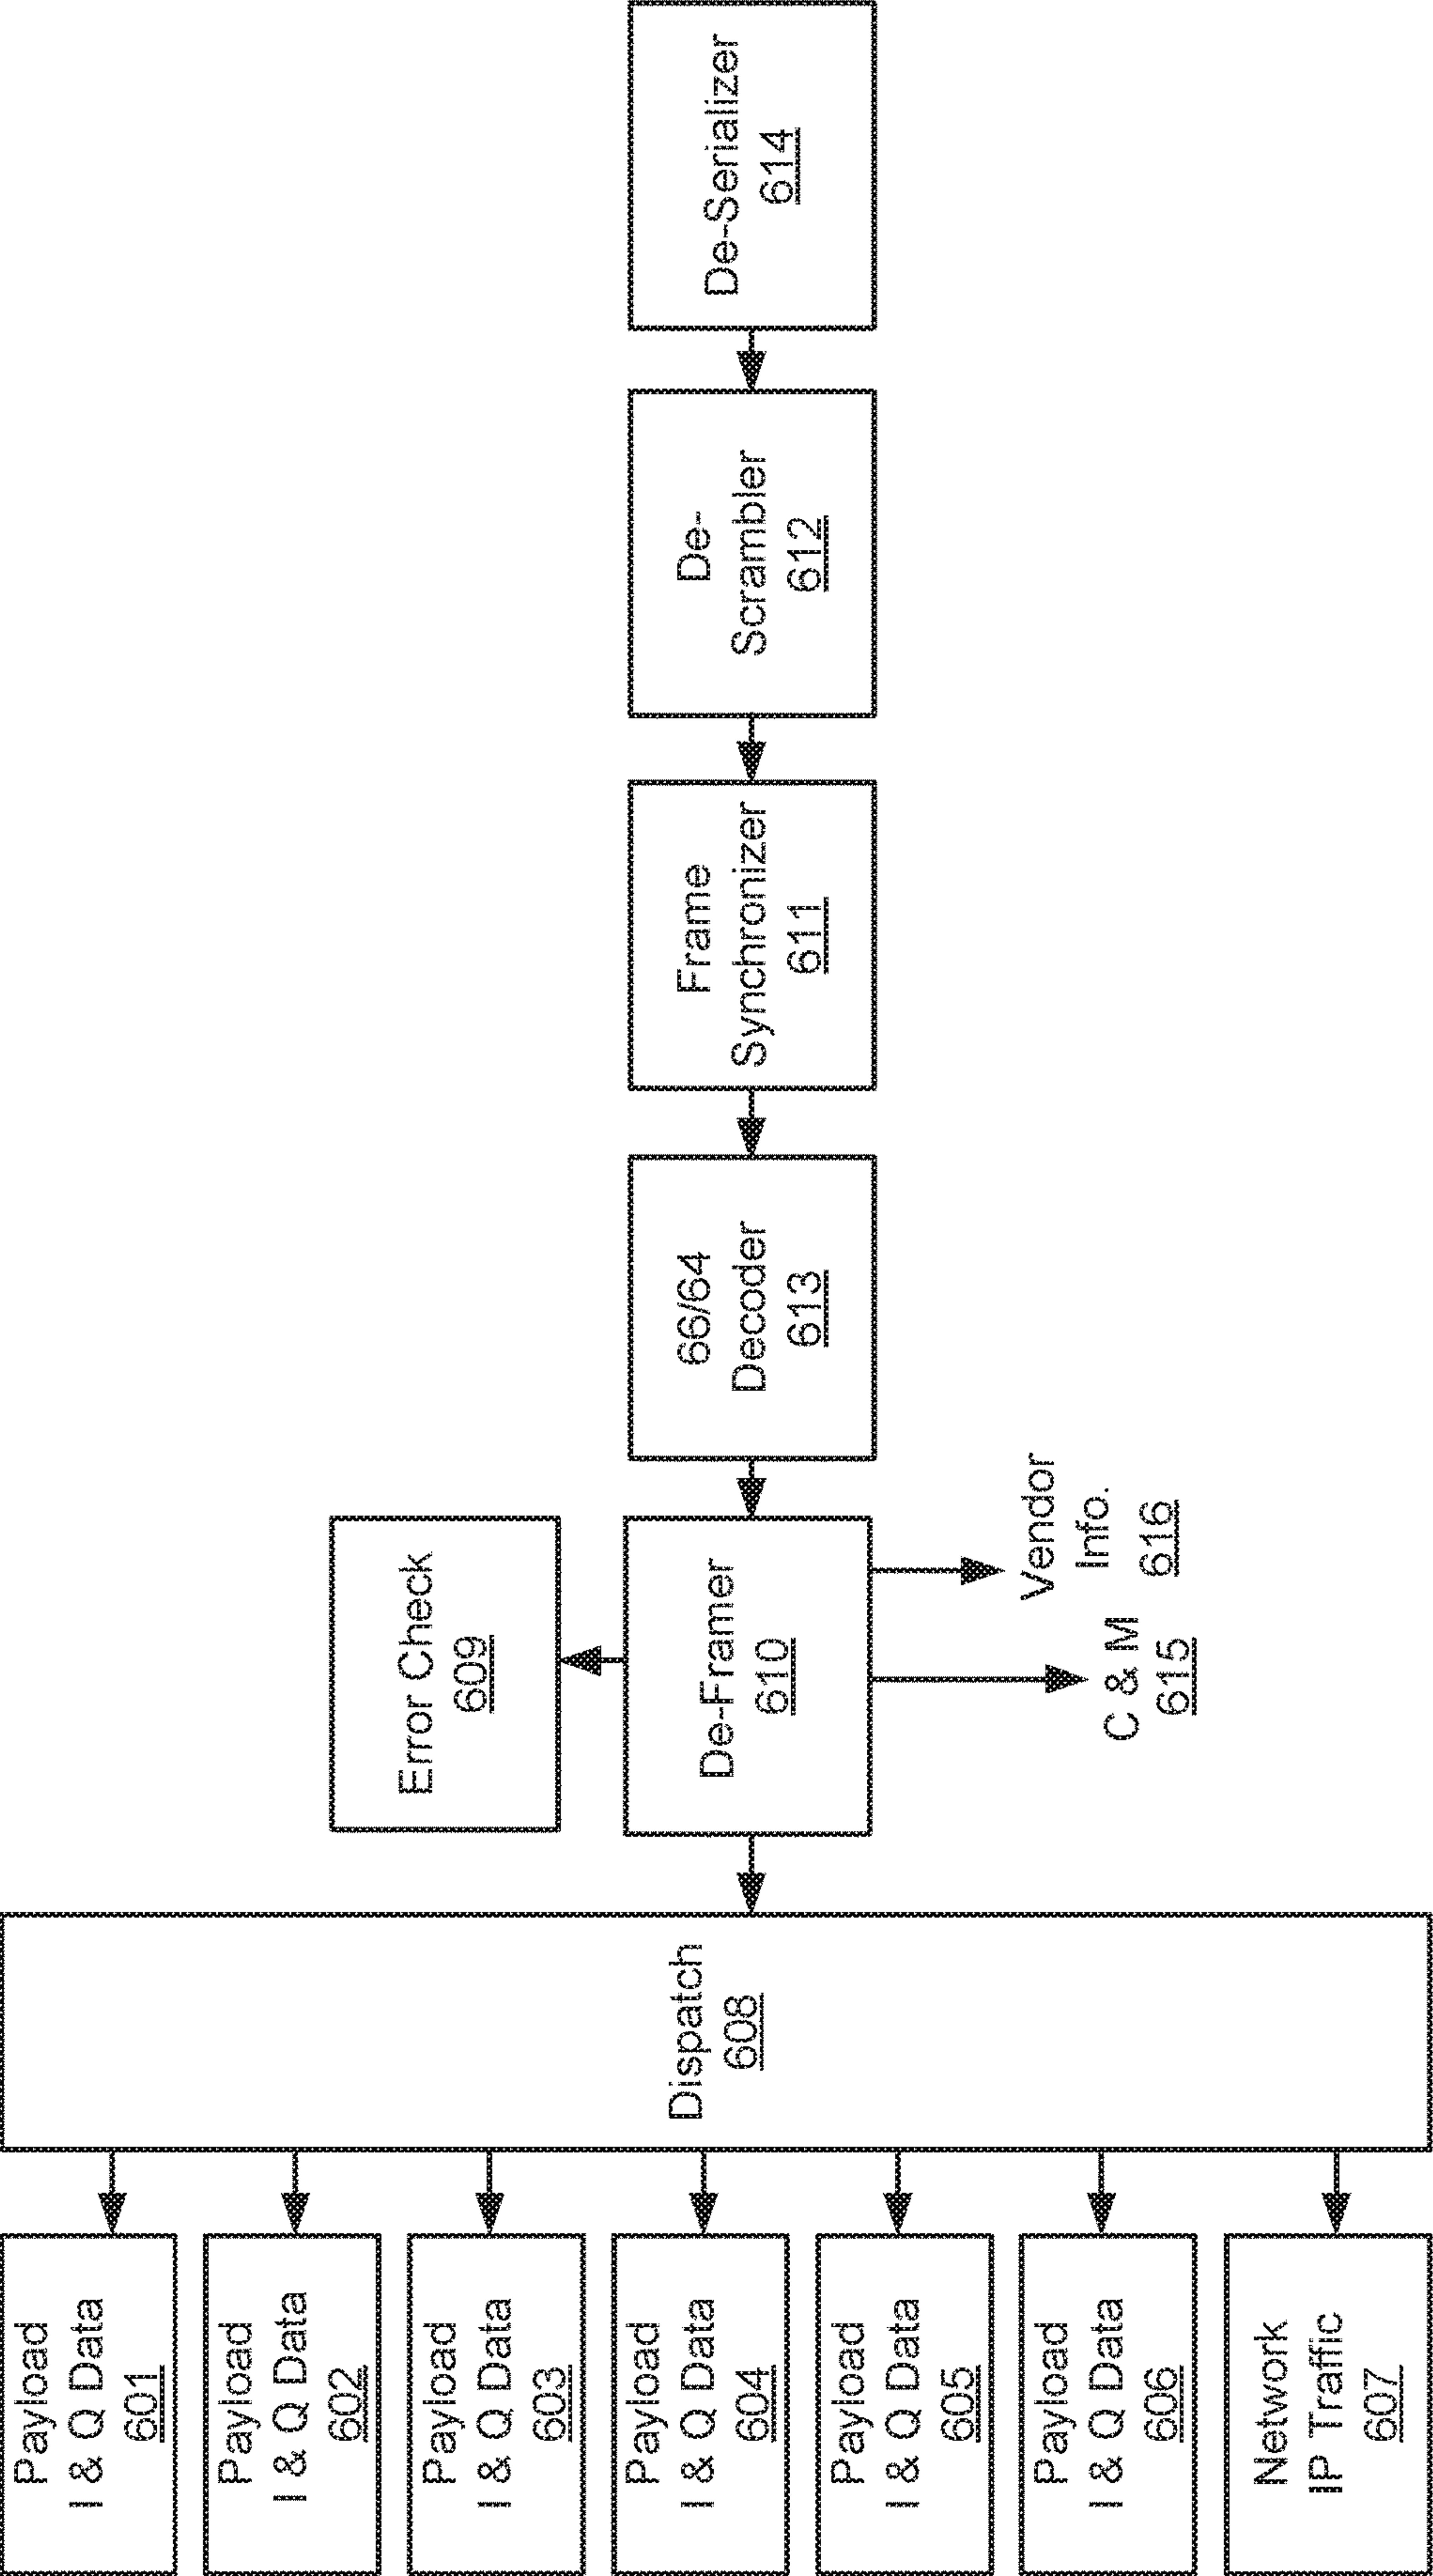 Payload
I & Q Data
601
Payload
I & Q Data
602
Payload
I & Q Data
603
Payload
I & Q Data
604
Payload
I & Q Data
605
Payload
I & Q Data
606
Network
IP Traffic
607
Dispatch
608
Error Check
609
De-Framer
610
C & M
615
Vendor
Info.
616
66/64
Decoder
613
Frame
Synchronizer
611
De-
Scrambler
612
De-Serializer
614